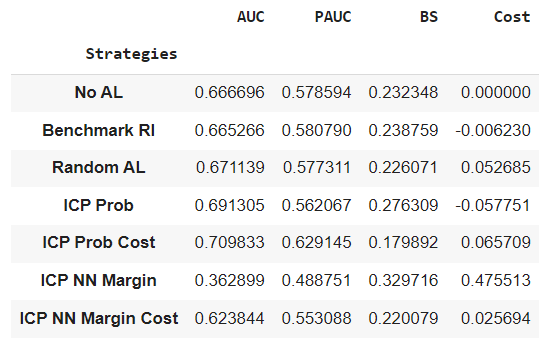 AUC PAUC BS Cost
Strategies
No AL 0.666696 0.578594 0.232348 0.000000
Benchmark RI 0.665266 0.580790 0.238759 -0.006230
Random AL 0.671139 0.577311 0.226071 0.052685
ICP Prob 0.691305 0.562067 0.276309 -0.057751
ICP Prob Cost 0.709833 0.629145 0.179892 0.065709
ICP NN Margin 0.362899 0.488751 0.329716 0.475513
ICP NN Margin Cost 0.623844 0.553088 0.220079 0.025694